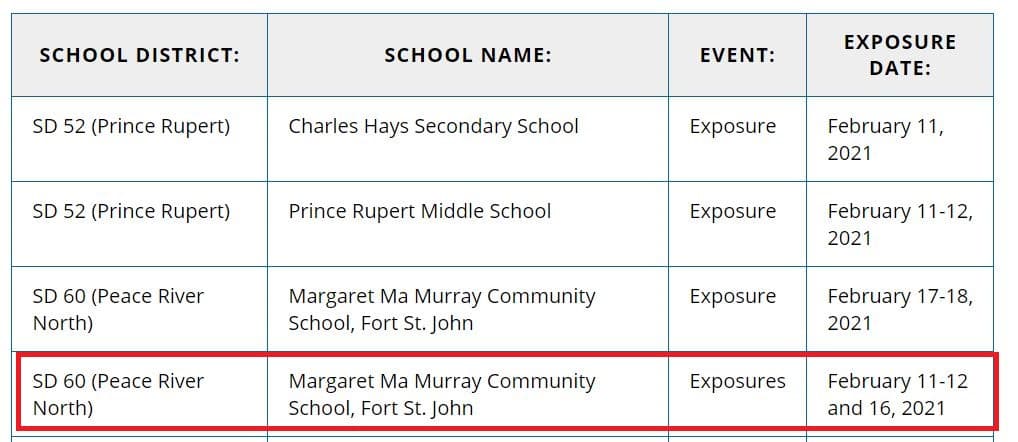 SCHOOL DISTRICT: SCHOOL NAME: EVENT: EXPOSURE DATE:
SD 52 (Prince Rupert) Charles Hays Secondary School Exposure February 11,
2021
SD 52 (Prince Rupert) Prince Rupert Middle School Exposure February 11-12,
2021
SD 60 (Peace River Margaret Ma Murray Community Exposure February 17-18,
North) School, Fort St. John 2021
SD 60 (Peace River Margaret Ma Murray Community Exposures February 11-12
North) School, Fort St. John and 16, 2021